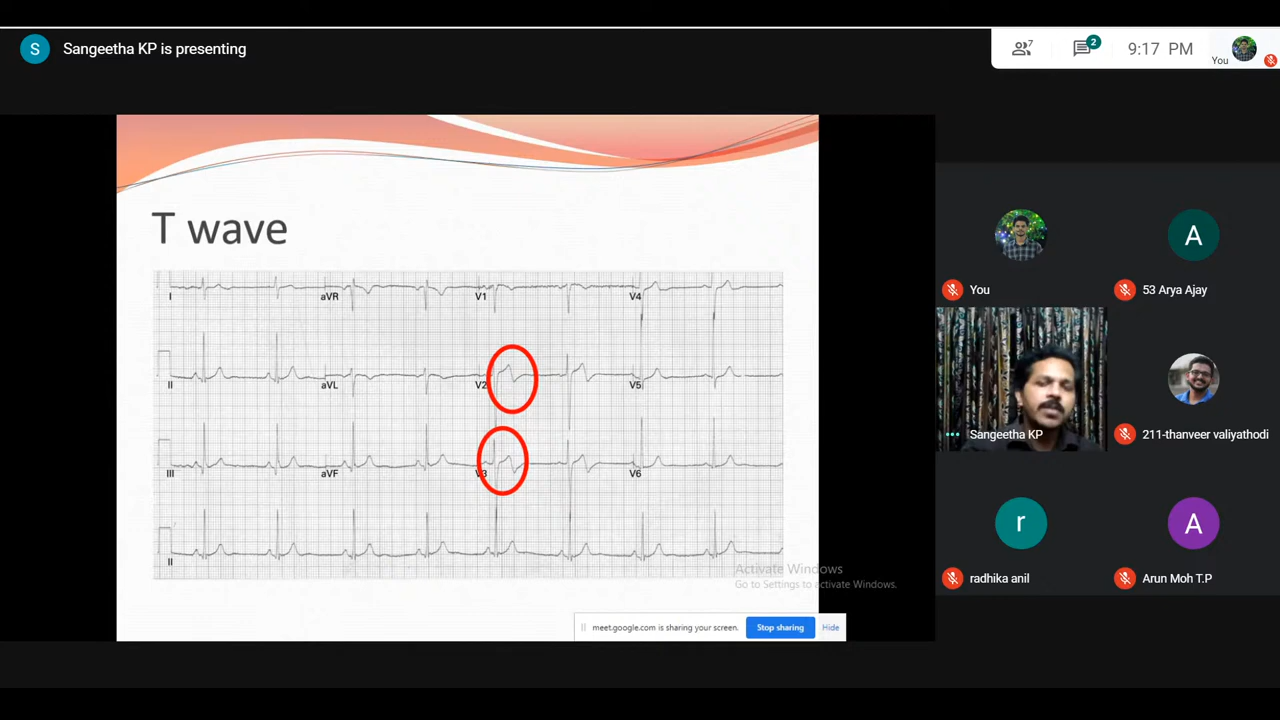 S
Sangeetha KP is presenting
7
2
9:17 PM
You
T wave
I
aVR
V1
V4
II
aVL
V2
V5
III
aVF
V3
V6
II
Activate Windows
Go to Settings to activate Windows.
meet.google.com is sharing your screen.
Stop sharing
Hide
You
A
53 Arya Ajay
Sangeetha KP
211-thanveer valiyathodi
r
radhika anil
A
Arun Moh T.P